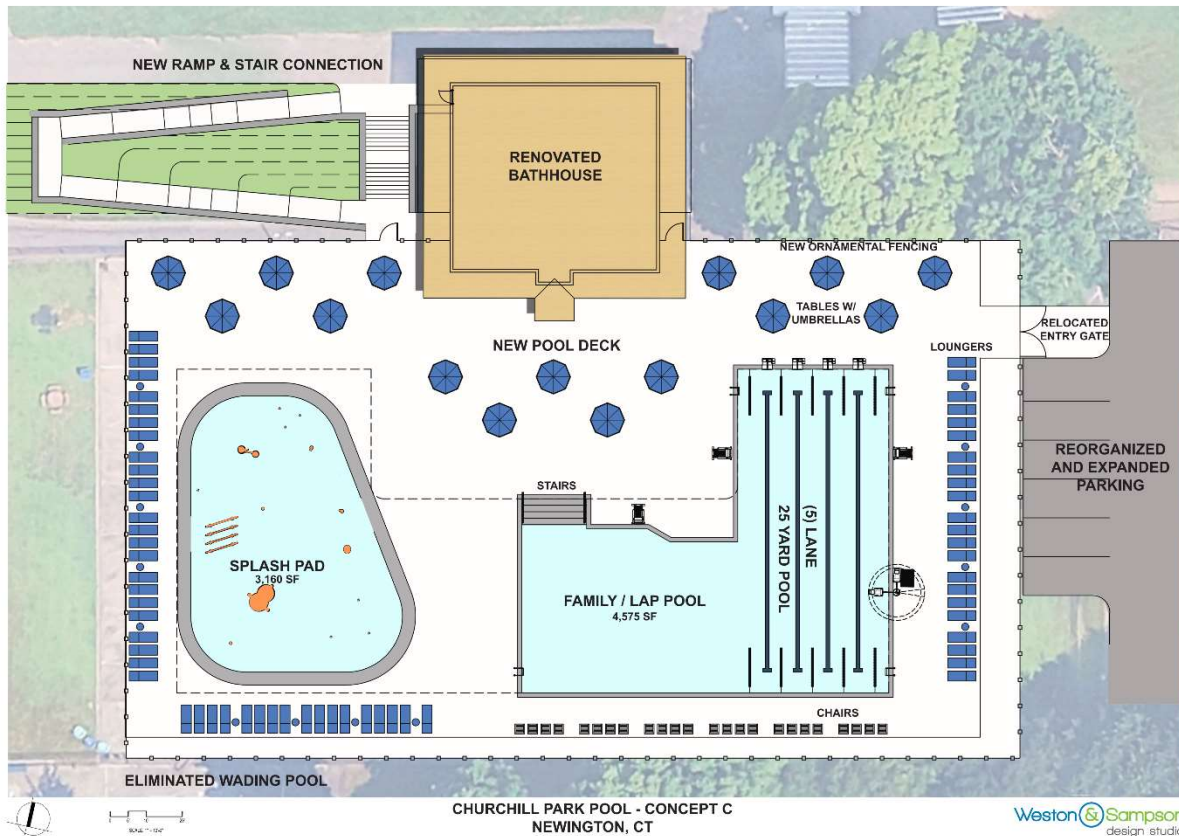 NEW RAMP & STAIR CONNECTION
RENOVATED
BATHHOUSE
NEW ORNAMENTAL FENCING
TABLES W/
UMBRELLAS
RELOCATED
ENTRY GATE
NEW POOL DECK
LOUNGERS
REORGANIZED
AND EXPANDED
PARKING
STAIRS
(5) LANE
25 YARD POOL
SPLASH PAD
3,160 SF
FAMILY / LAP POOL
4,575 SF
CHAIRS
ELIMINATED WADING POOL
CHURCHILL PARK POOL - CONCEPT C
NEWINGTON, CT
Weston & Sampson
design studio